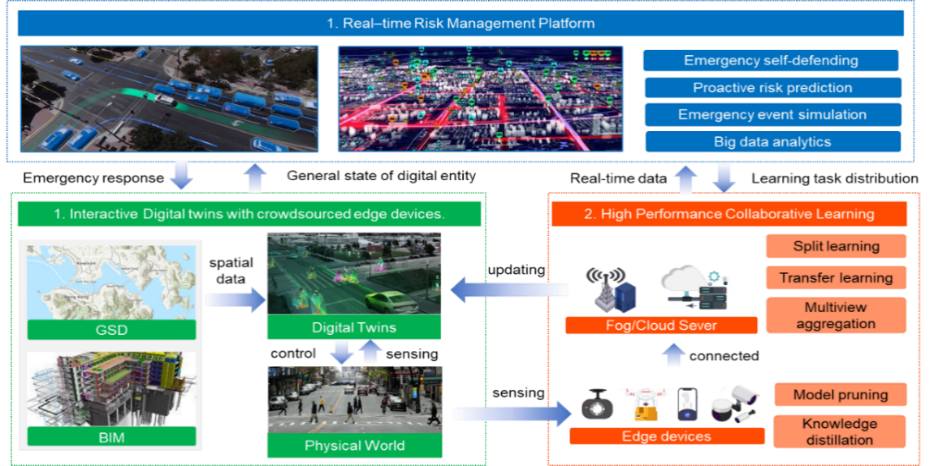 1. Real–time Risk Management Platform
Emergency self-defending
Proactive risk prediction
Emergency event simulation
Big data analytics
Emergency response
General state of digital entity
Real-time data
Learning task distribution
1. Interactive Digital twins with crowdsourced edge devices.
GSD
BIM
spatial
data
Digital Twins
control
sensing
Physical World
updating
sensing
2. High Performance Collaborative Learning
Split learning
Transfer learning
Multiview
aggregation
Fog/Cloud Sever
connected
Edge devices
Model pruning
Knowledge
distillation